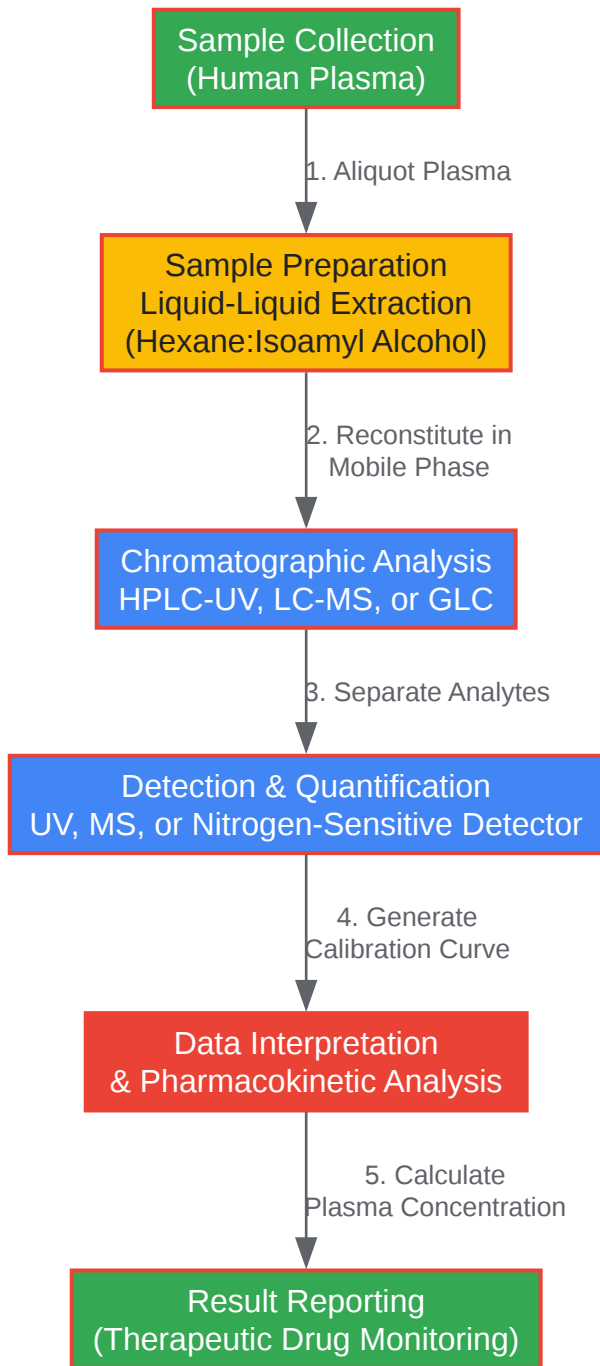 Sample Collection
(Human Plasma)
1. Aliquot Plasma
Sample Preparation
Liquid-Liquid Extraction
(Hexane:Isoamyl Alcohol)
2. Reconstitute in
Mobile Phase
Chromatographic Analysis
HPLC-UV, LC-MS, or GLC
3. Separate Analytes
Detection & Quantification
UV, MS, or Nitrogen-Sensitive Detector
4. Generate
Calibration Curve
Data Interpretation
& Pharmacokinetic Analysis
5. Calculate
Plasma Concentration
Result Reporting
(Therapeutic Drug Monitoring)